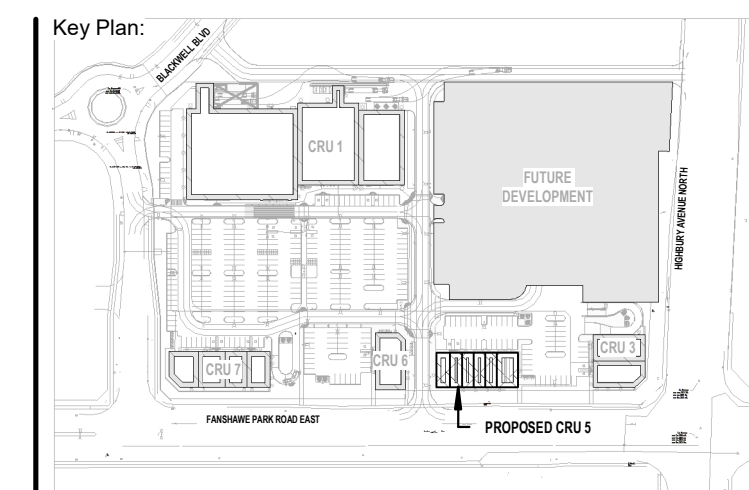 Key Plan:
BLACKWELL BLVD
CRU 1
FUTURE
DEVELOPMENT
HIGHBURY AVENUE NORTH
CRU 3
CRU 6
CRU 7
FANSHAWE PARK ROAD EAST
PROPOSED CRU 5